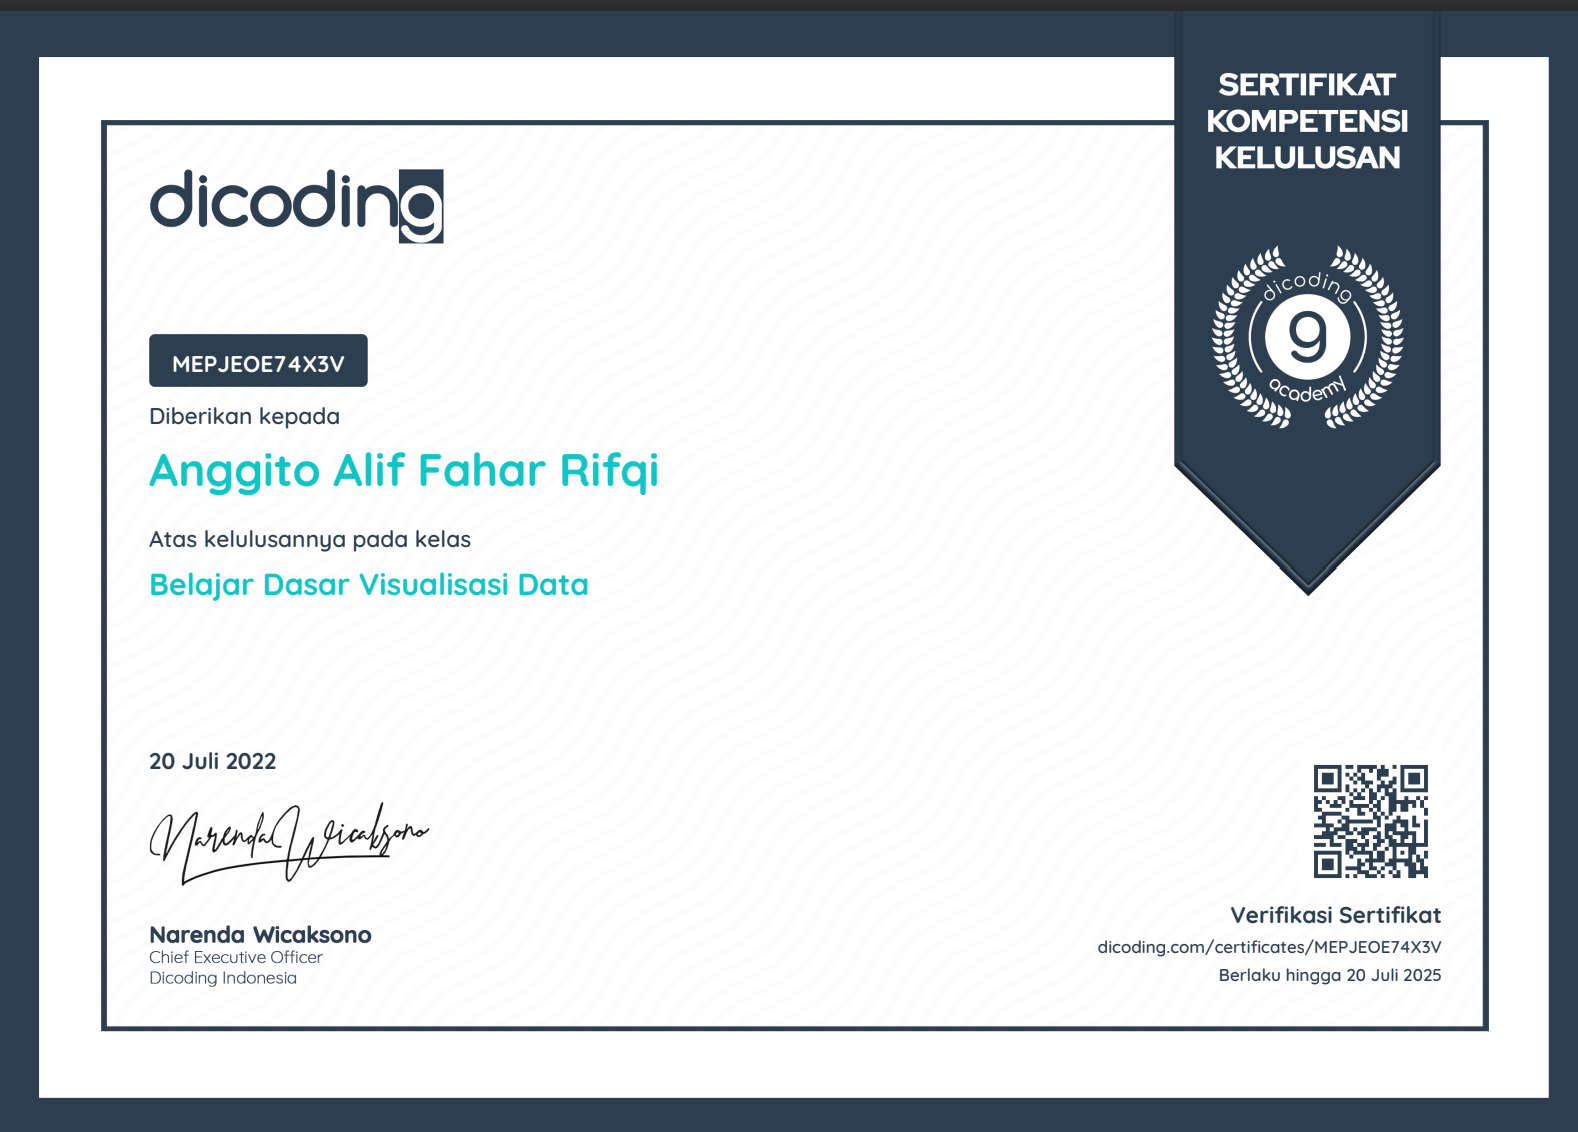 SERTIFIKAT
KOMPETENSI
KELULUSAN
dicoding
dicoding
g
academy
MEPJEOE74X3V
Diberikan kepada
Anggito Alif Fahar Rifqi
Atas kelulusannya pada kelas
Belajar Dasar Visualisasi Data
20 Juli 2022
Narenda Wicaksono
Narenda Wicaksono
Chief Executive Officer
Dicoding Indonesia
Verifikasi Sertifikat
dicoding.com/certificates/MEPJEOE74X3V
Berlaku hingga 20 Juli 2025